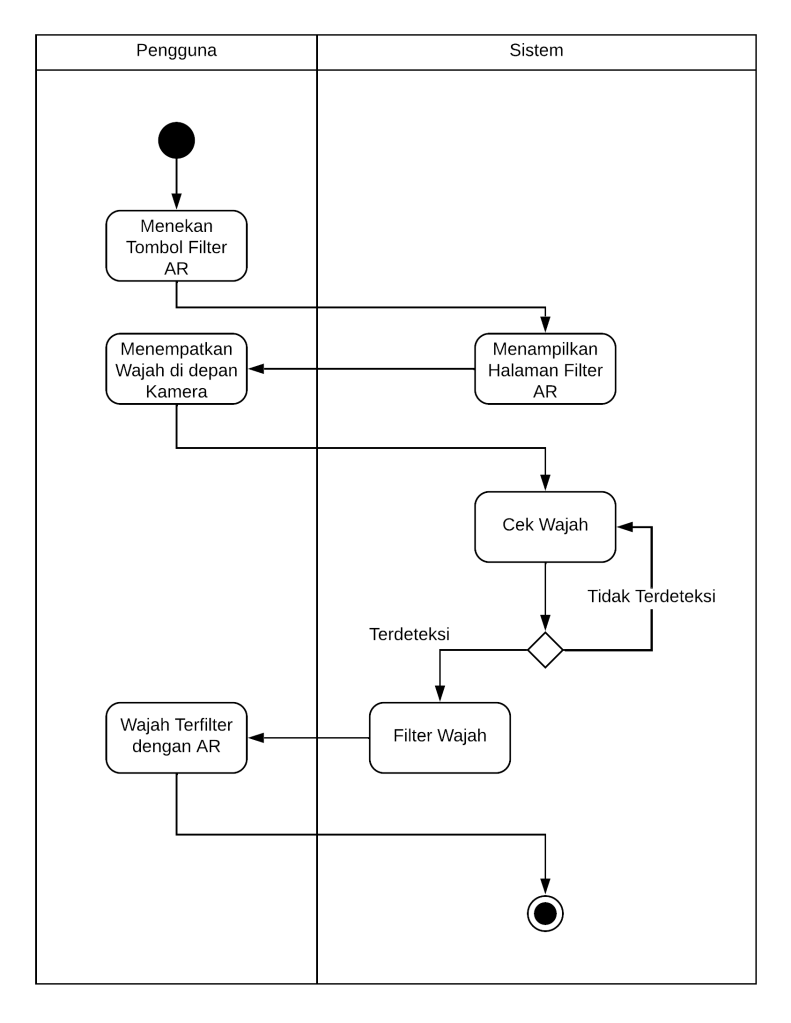 Pengguna
Sistem
Menekan
Tombol Filter
AR
Menampilkan
Halaman Filter
AR
Menempatkan
Wajah di depan
Kamera
Cek Wajah
Tidak Terdeteksi
Terdeteksi
Filter Wajah
Wajah Terfilter
dengan AR